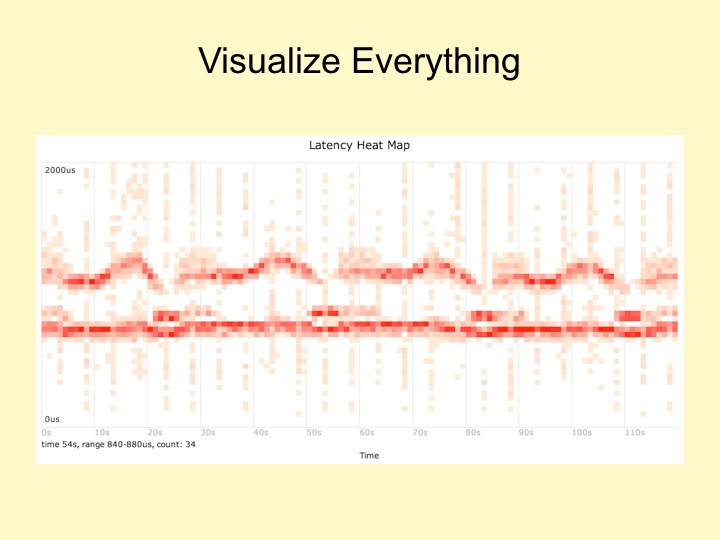 Visualize Everything
Latency Heat Map
2000us
0us
0s 10s 20s 30s 40s 50s 60s 70s 80s 90s 100s 110s
time 54s, range 840-880us, count: 34
Time